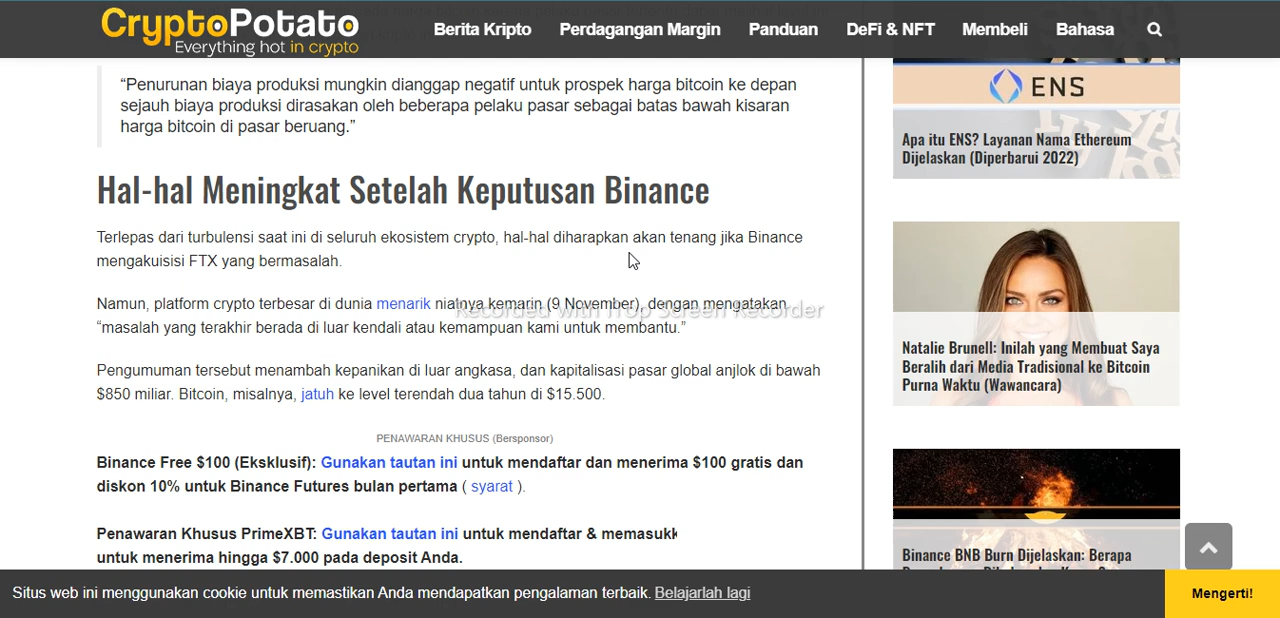 CryptoPotato
Everything hot in crypto
Berita Kripto Perdagangan Margin Panduan DeFi & NFT Membeli Bahasa
“Penurunan biaya produksi mungkin dianggap negatif untuk prospek harga bitcoin ke depan
sejauh biaya produksi dirasakan oleh beberapa pelaku pasar sebagai batas bawah kisaran
harga bitcoin di pasar beruang.”
Hal-hal Meningkat Setelah Keputusan Binance
Terlepas dari turbulensi saat ini di seluruh ekosistem crypto, hal-hal diharapkan akan tenang jika Binance
mengakuisisi FTX yang bermasalah.
Namun, platform crypto terbesar di dunia menarik niatnya kemarin (9 November), dengan mengatakan
“masalah yang terakhir berada di luar kendali atau kemampuan kami untuk membantu.”
Recorded with iTop Screen Recorder
Pengumuman tersebut menambah kepanikan di luar angkasa, dan kapitalisasi pasar global anjlok di bawah
$850 miliar. Bitcoin, misalnya, jatuh ke level terendah dua tahun di $15.500.
PENAWARAN KHUSUS (Bersponsor)
Binance Free $100 (Eksklusif): Gunakan tautan ini untuk mendaftar dan menerima $100 gratis dan
diskon 10% untuk Binance Futures bulan pertama ( syarat ).
Penawaran Khusus PrimeXBT: Gunakan tautan ini untuk mendaftar & memasukk
untuk menerima hingga $7.000 pada deposit Anda.
ENS
Apa itu ENS? Layanan Nama Ethereum
Dijelaskan (Diperbarui 2022)
Natalie Brunell: Inilah yang Membuat Saya
Beralih dari Media Tradisional ke Bitcoin
Purna Waktu (Wawancara)
Binance BNB Burn Dijelaskan: Berapa
Situs web ini menggunakan cookie untuk memastikan Anda mendapatkan pengalaman terbaik. Belajarlah lagi
Mengerti!